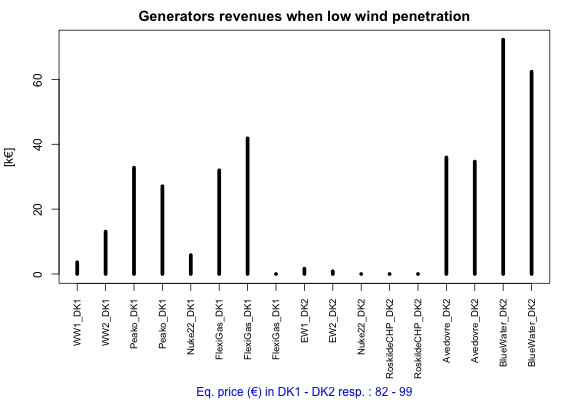 Generators revenues when low wind penetration
[k€]
60
40
20
0
WW1_DK1
WW2_DK1
Peako_DK1
Peako_DK1
Nuke22_DK1
FlexiGas_DK1
FlexiGas_DK1
FlexiGas_DK1
EW1_DK2
EW2_DK2
Nuke22_DK2
RoskildeCHP_DK2
RoskildeCHP_DK2
Avedovre_DK2
Avedovre_DK2
BlueWater_DK2
BlueWater_DK2
Eq. price (€) in DK1 - DK2 resp. : 82 - 99